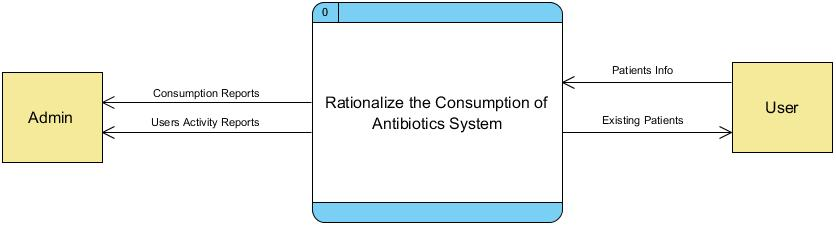 0
Rationalize the Consumption of
Antibiotics System
Admin
Consumption Reports
Users Activity Reports
Patients Info
Existing Patients
User